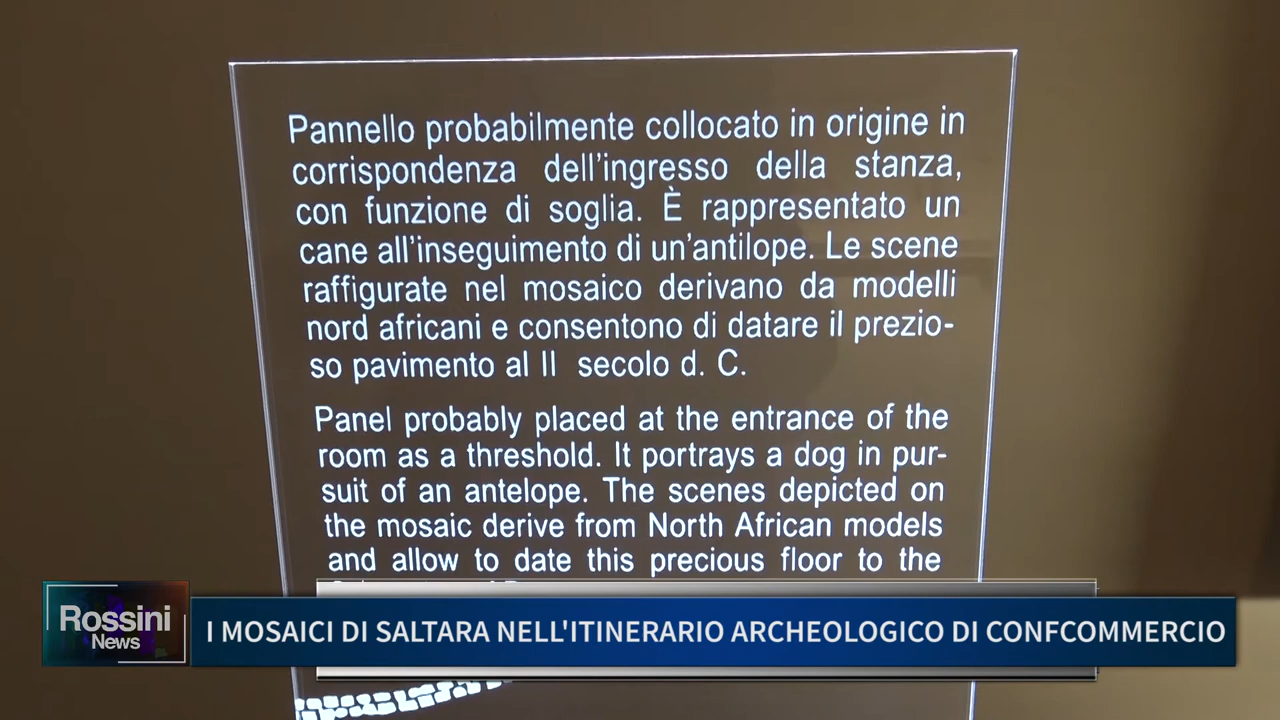 Pannello probabilmente collocato in origine in
corrispondenza dell'ingresso della stanza,
con funzione di soglia. È rappresentato un
cane all'inseguimento di un'antilope. Le scene
raffigurate nel mosaico derivano da modelli
nord africani e consentono di datare il prezio-
so pavimento al II secolo d. C.
Panel probably placed at the entrance of the
room as a threshold. It portrays a dog in pur-
suit of an antelope. The scenes depicted on
the mosaic derive from North African models
and allow to date this precious floor to the
Rossini
News
I MOSAICI DI SALTARA NELL'ITINERARIO ARCHEOLOGICO DI CONFCOMMERCIO